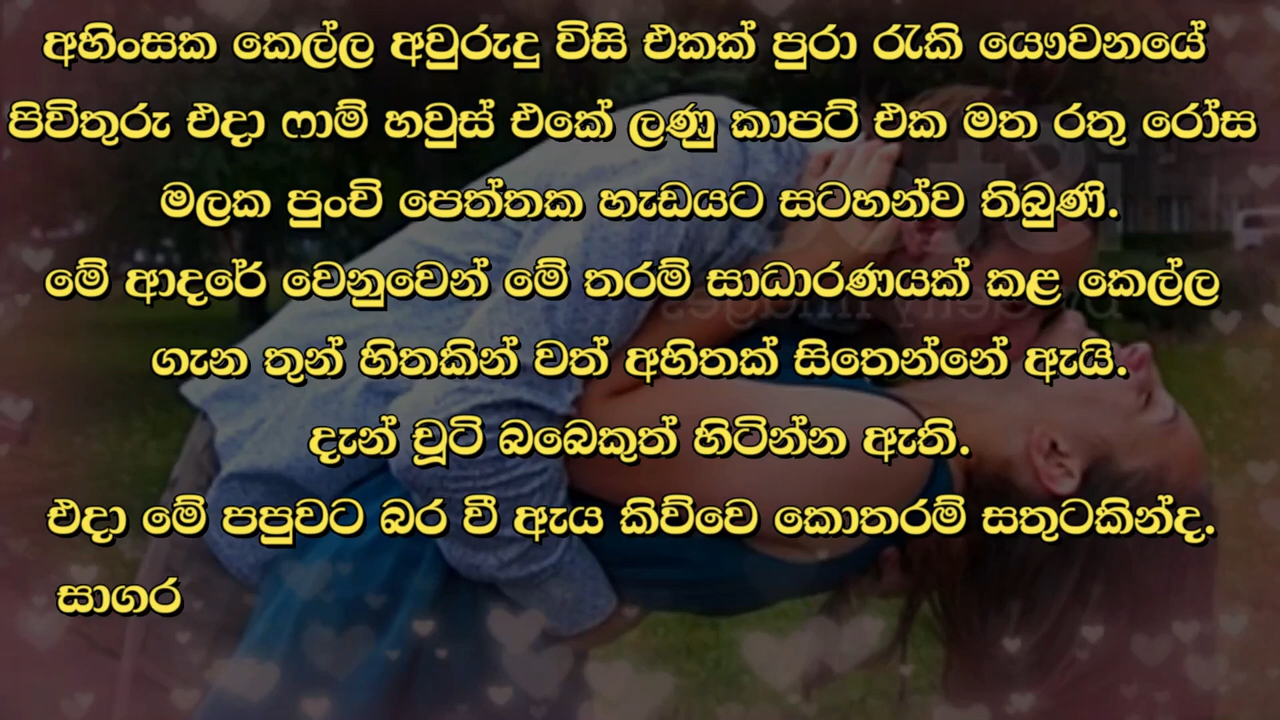 අහිංසක කෙල්ල අවුරුදු විසි එකක් පුරා රැකි යෞවනයේ
පිවිතුරු එදා ෆාම් හවුස් එකේ ලණු කාපට් එක මත රතු රෝස
මලක පුංචි පෙත්තක හැඩයට සටහන්ව තිබුණි.
මේ ආදරේ වෙනුවෙන් මේ තරම් සාධාරණයක් කළ කෙල්ල
ගැන තුන් හිතකින් වත් අහිතක් සිතෙන්නේ ඇයි.
දැන් චූටි බබෙකුත් හිටින්න ඇති.
එදා මේ පපුවට බර වී ඇය කිව්වෙ කොතරම් සතුටකින්ද.
සාගර